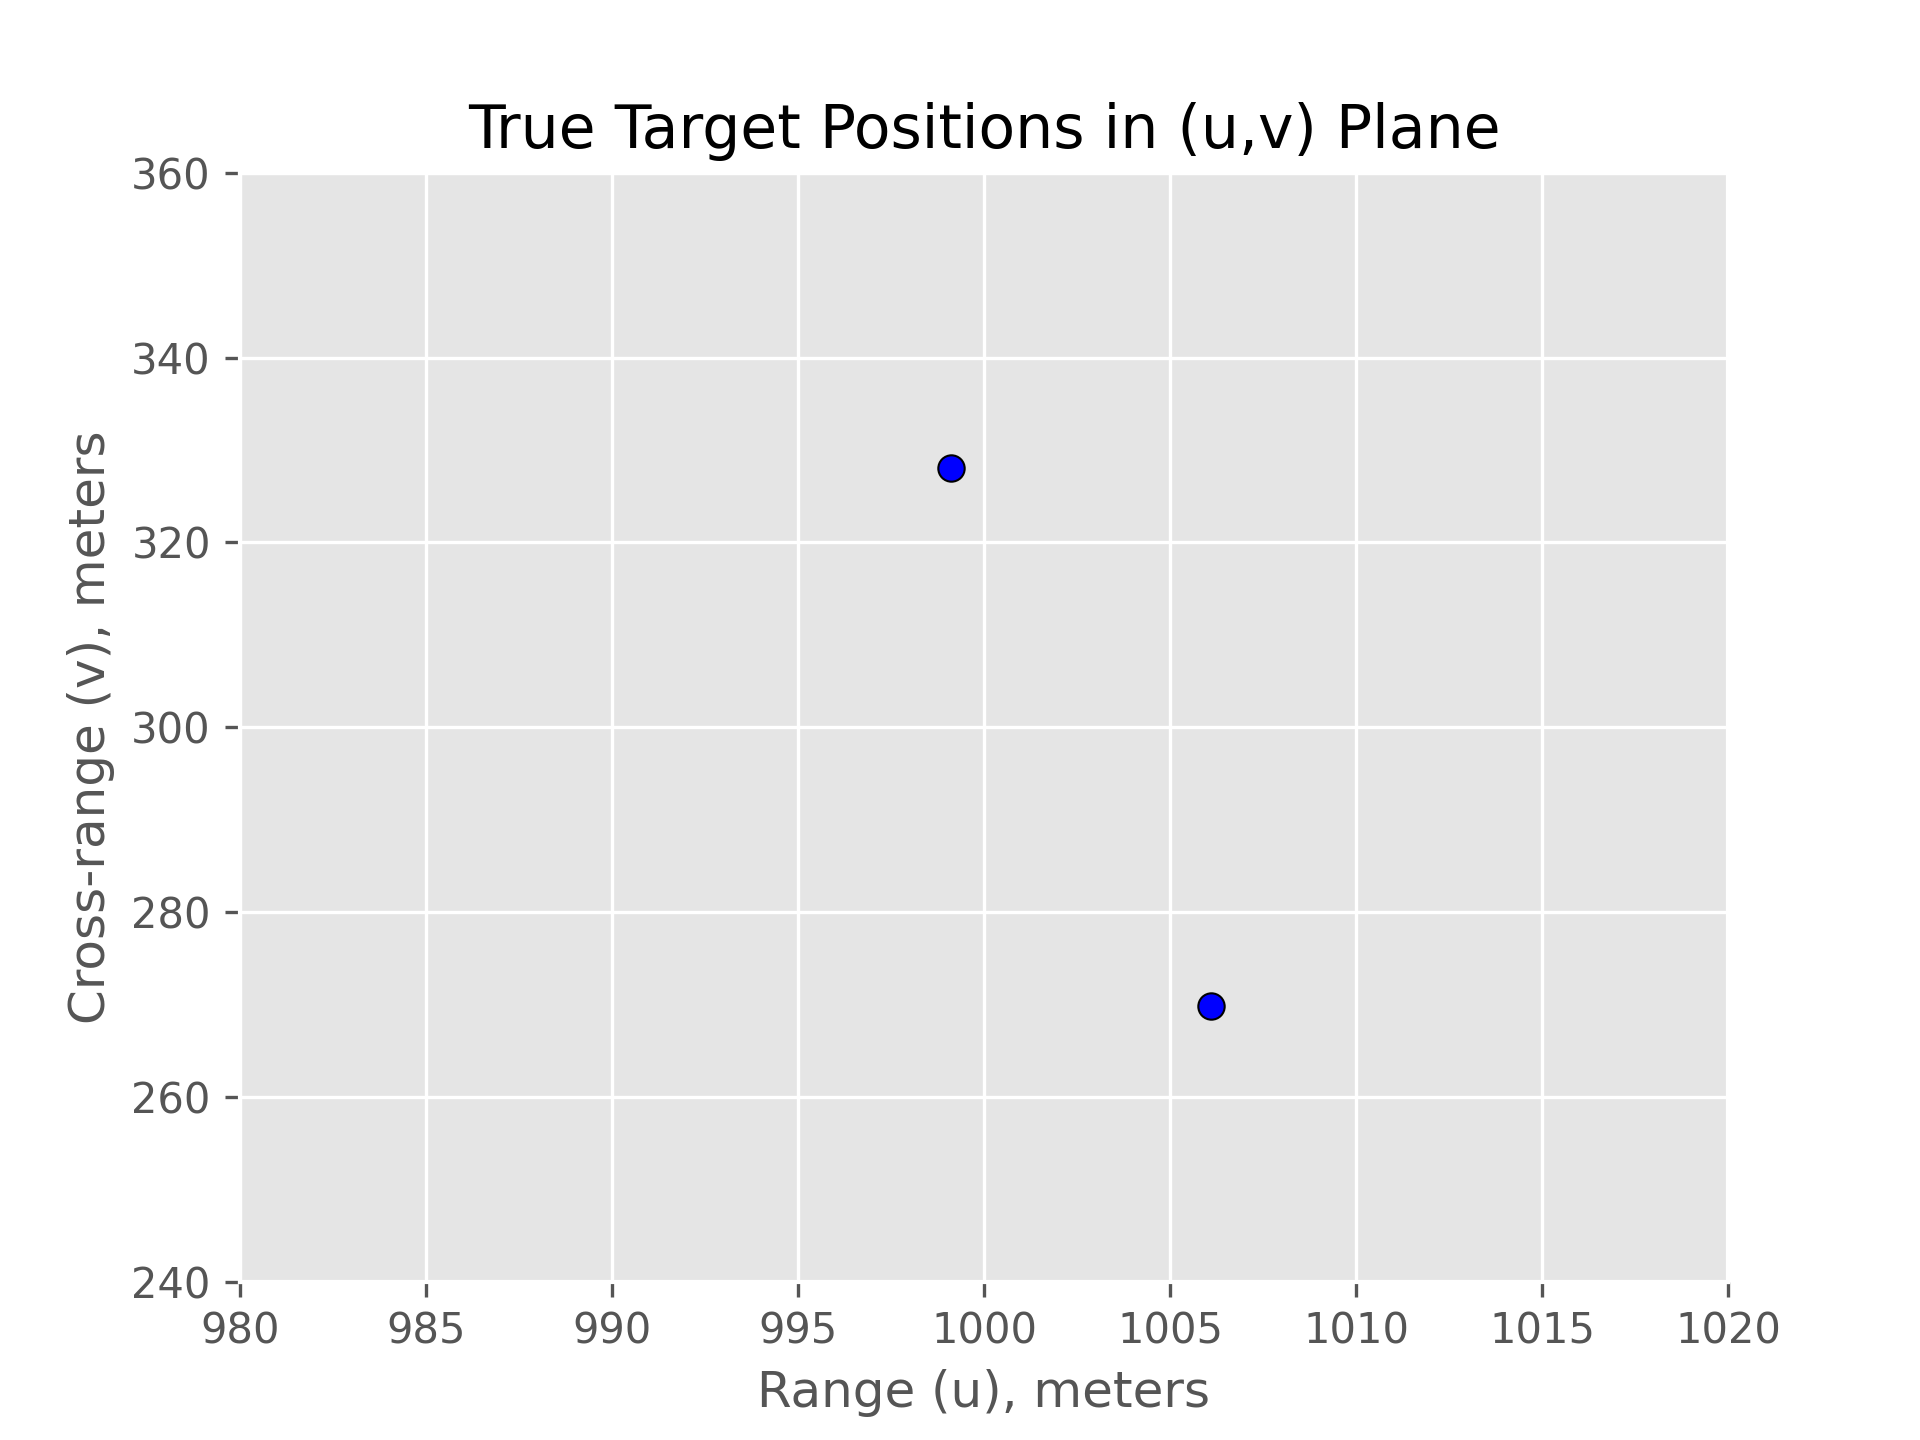 True Target Positions in (u,v) Plane
360
340
320
300
280
260
240
Cross-range (v), meters
980 985 990 995 1000 1005 1010 1015 1020
Range (u), meters